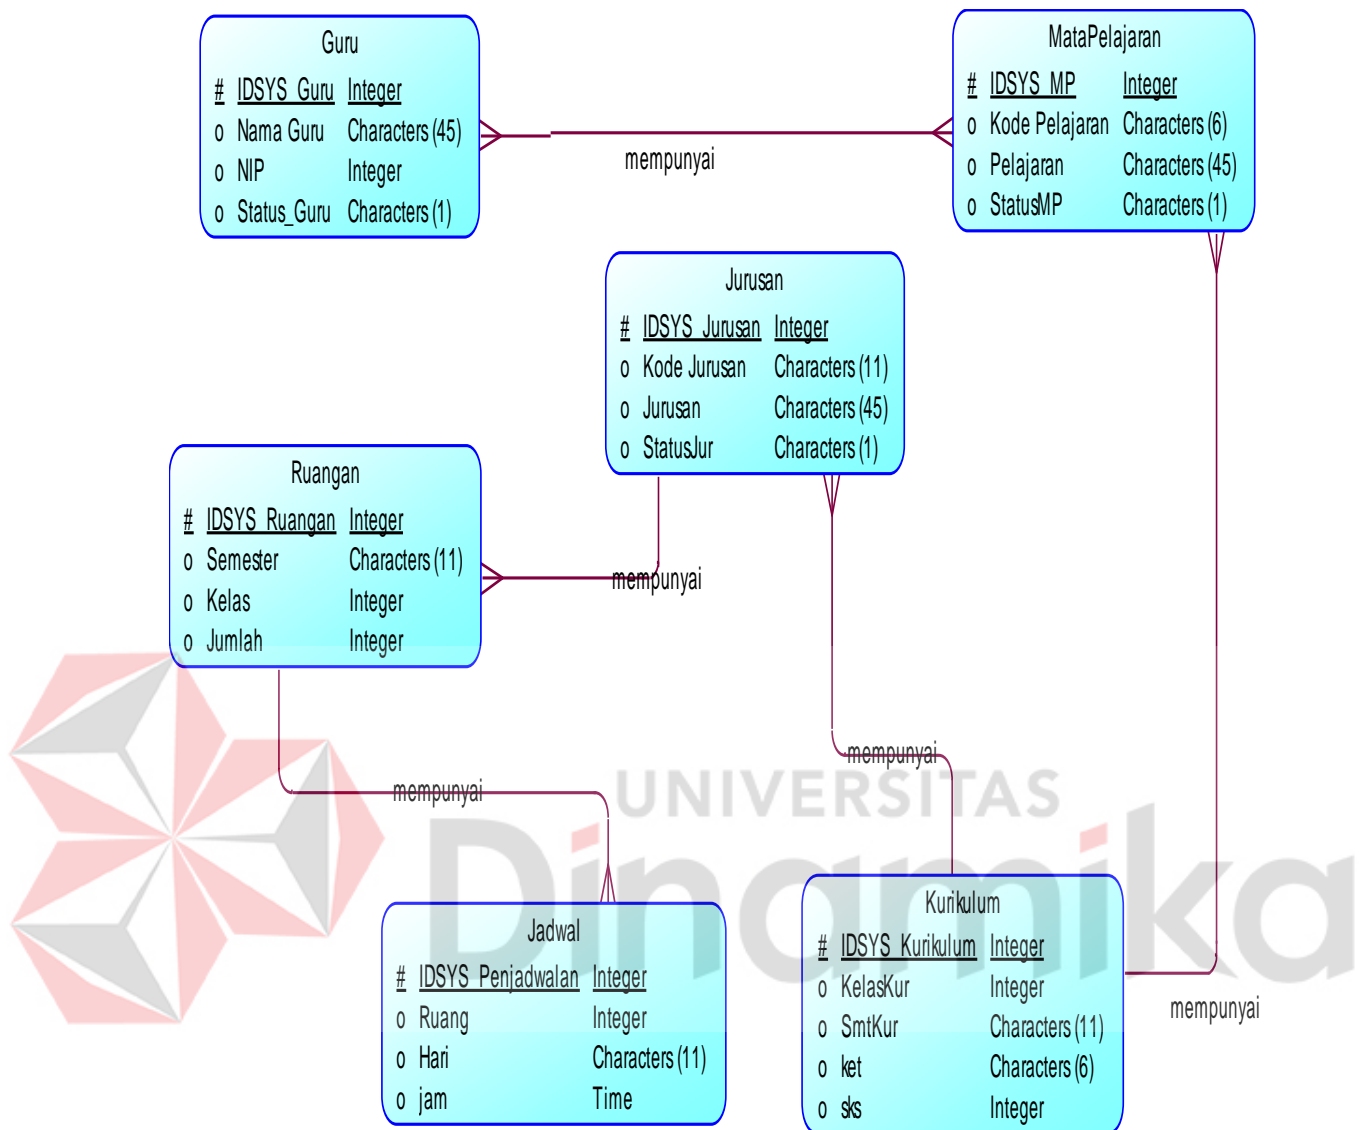 Guru
# IDSYS_Guru Integer
o Nama Guru Characters (45)
o NIP Integer
o Status_Guru Characters (1)
MataPelajaran
# IDSYS_MP Integer
o Kode Pelajaran Characters (6)
o Pelajaran Characters (45)
o StatusMP Characters (1)
mempunyai
Jurusan
# IDSYS_Jurusan Integer
o Kode Jurusan Characters (11)
o Jurusan Characters (45)
o StatusJur Characters (1)
Ruangan
# IDSYS_Ruangan Integer
o Semester Characters (11)
o Kelas Integer
o Jumlah Integer
mempunyai
mempunyai
mempunyai
UNIVERSITAS
Dinamika
Jadwal
# IDSYS_Penjadwalan Integer
o Ruang Integer
o Hari Characters (11)
o jam Time
Kurikulum
# IDSYS_Kurikulum Integer
o KelasKur Integer
o SmtKur Characters (11)
o ket Characters (6)
o sks Integer
mempunyai